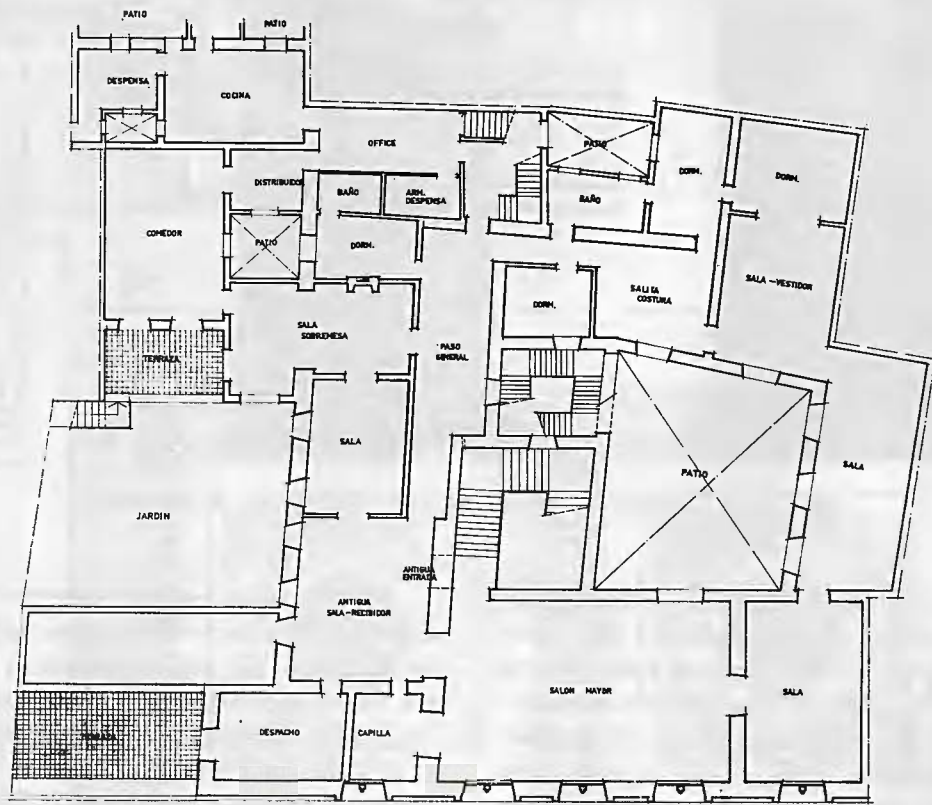 PATIO
PATIO
DESPENSA
COCINA
OFFICE
PATIO
DORM.
DORM.
DISTRIBUIDOR
BAÑO
ARM.
DESPENSA
BAÑO
COMEDOR
PATIO
DORM.
SALA-VESTIDOR
SALITA
COSTURA
DORM.
SALA
SOBREMESA
PASO
GENERAL
TERRAZA
SALA
PATIO
SALA
JARDIN
ANTIGUA
ENTRADA
ANTIGUA
SALA-RECIBIDOR
SALON MAYOR
SALA
TERRAZA
DESPACHO
CAPILLA